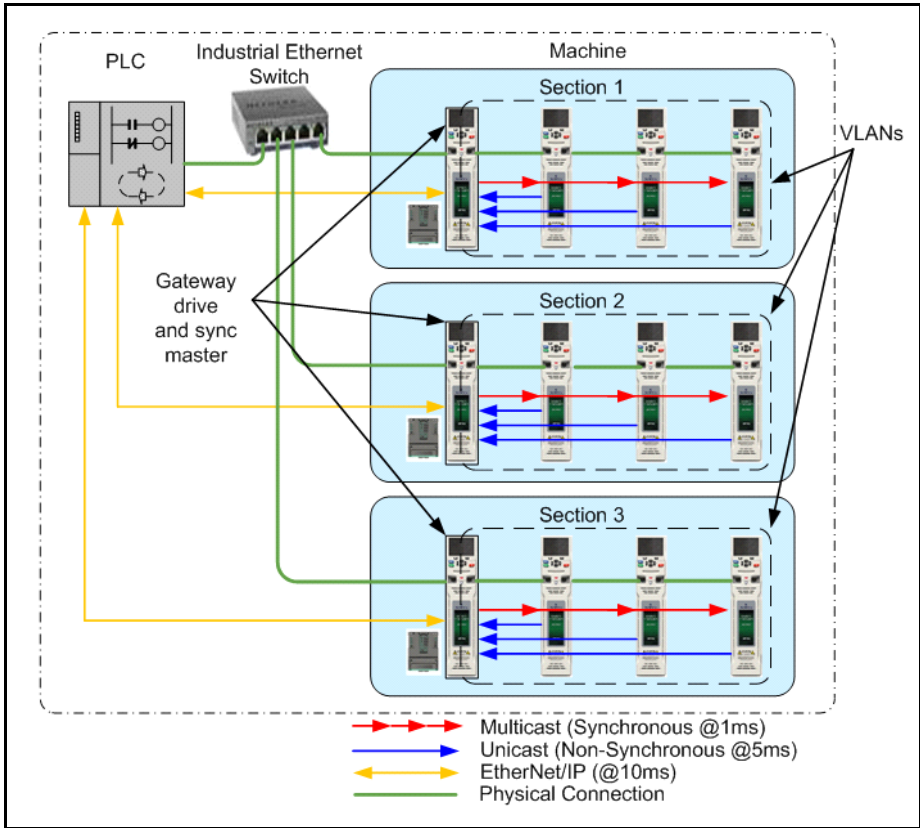 PLC
Industrial Ethernet
Switch
Machine
Section 1
VLANs
Gateway
drive
and sync
master
Section 2
Section 3
Multicast (Synchronous @1ms)
Unicast (Non-Synchronous @5ms)
EtherNet/IP (@10ms)
Physical Connection